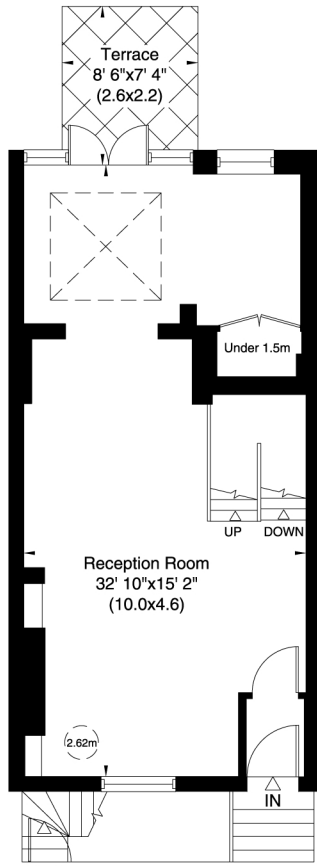 Terrace
8' 6"x7' 4"
(2.6x2.2)
Under 1.5m
UP DOWN
Reception Room
32' 10"x15' 2"
(10.0x4.6)
2.62m
IN